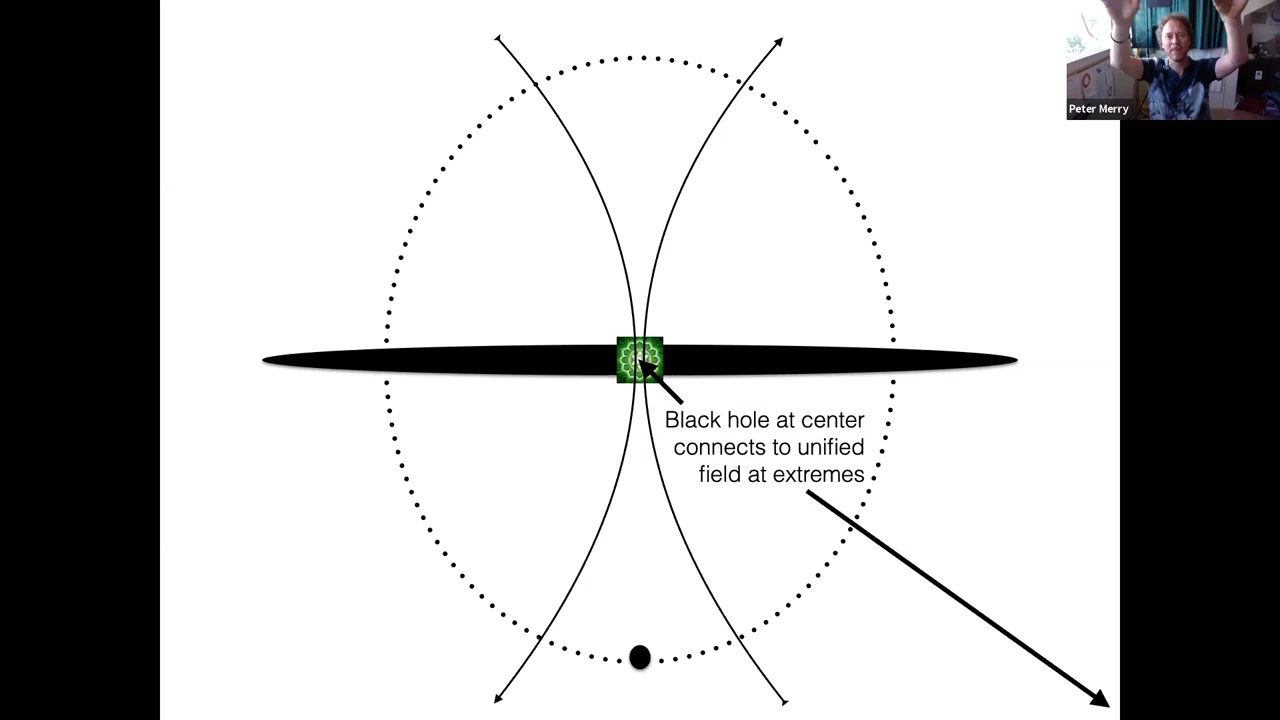 Peter Merry
Black hole at center
connects to unified
field at extremes